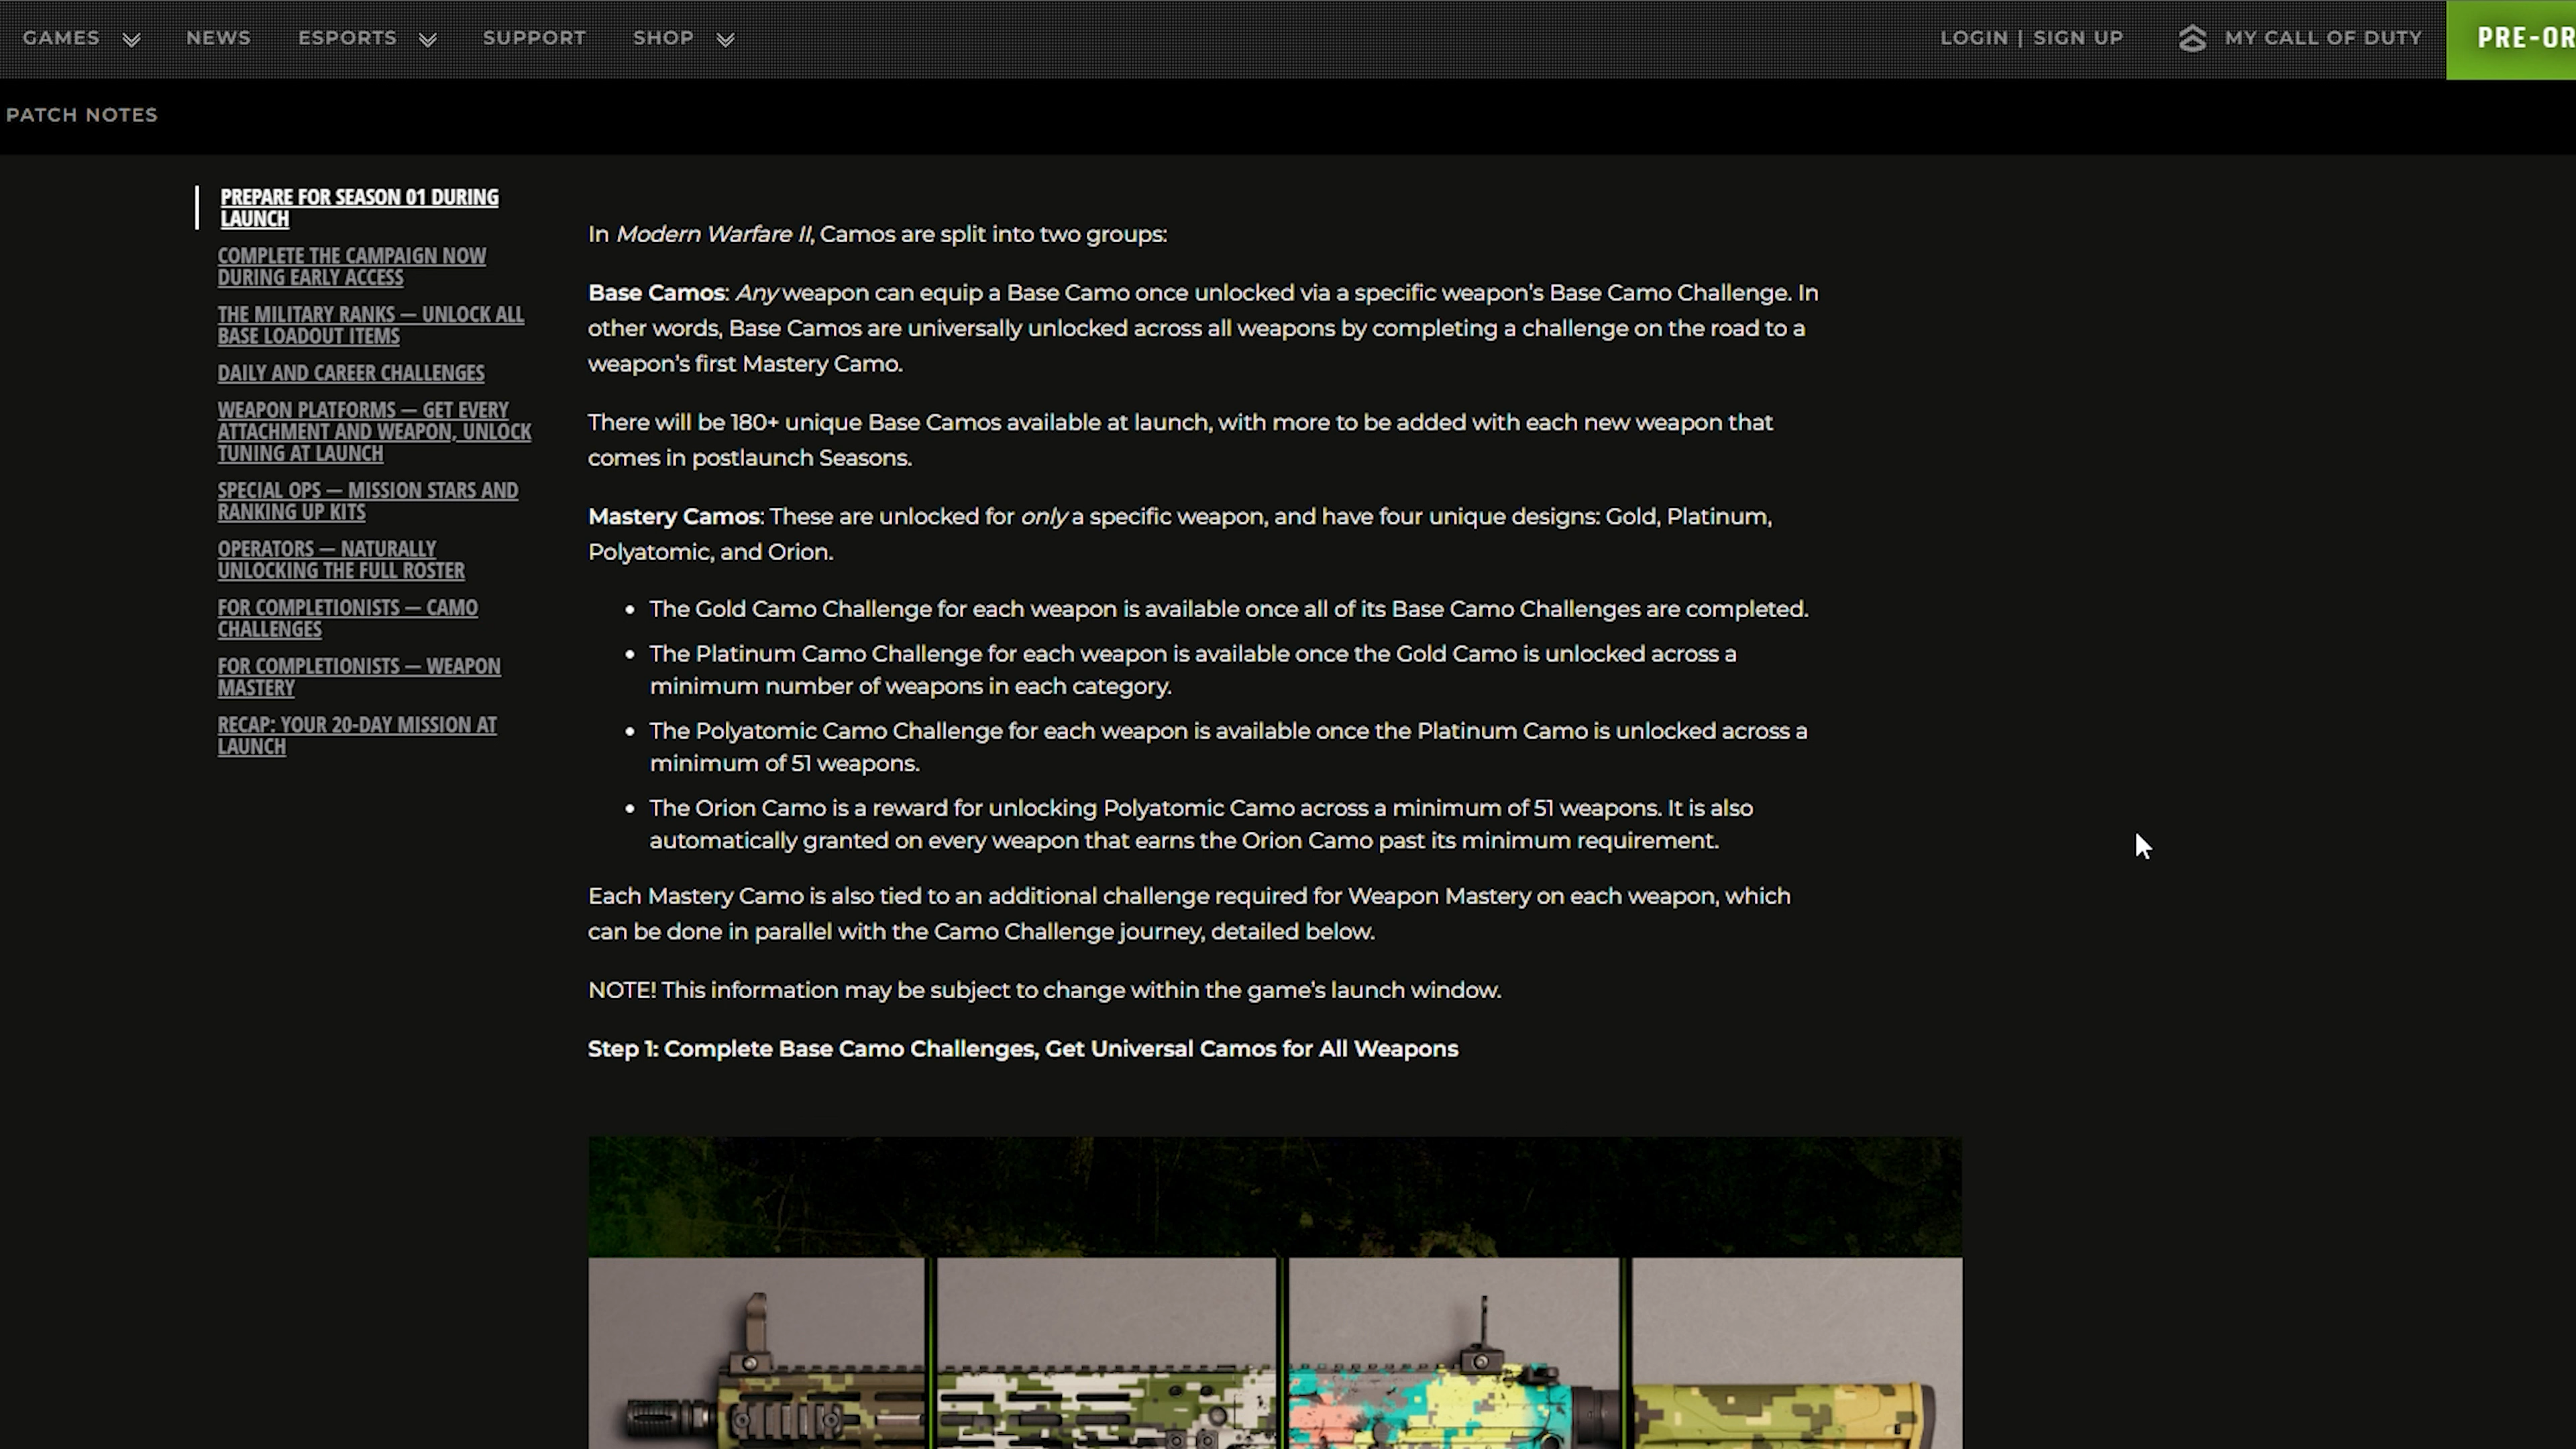 GAMES NEWS ESPORTS SUPPORT SHOP LOGIN | SIGN UP MY CALL OF DUTY PRE-OR
PATCH NOTES
PREPARE FOR SEASON 01 DURING
LAUNCH
COMPLETE THE CAMPAIGN NOW
DURING EARLY ACCESS
THE MILITARY RANKS — UNLOCK ALL
BASE LOADOUT ITEMS
DAILY AND CAREER CHALLENGES
WEAPON PLATFORMS — GET EVERY
ATTACHMENT AND WEAPON, UNLOCK
TUNING AT LAUNCH
SPECIAL OPS — MISSION STARS AND
RANKING UP KITS
OPERATORS — NATURALLY
UNLOCKING THE FULL ROSTER
FOR COMPLETIONISTS — CAMO
CHALLENGES
FOR COMPLETIONISTS — WEAPON
MASTERY
RECAP: YOUR 20-DAY MISSION AT
LAUNCH
In Modern Warfare II, Camos are split into two groups:
Base Camos: Any weapon can equip a Base Camo once unlocked via a specific weapon’s Base Camo Challenge. In
other words, Base Camos are universally unlocked across all weapons by completing a challenge on the road to a
weapon’s first Mastery Camo.
There will be 180+ unique Base Camos available at launch, with more to be added with each new weapon that
comes in postlaunch Seasons.
Mastery Camos: These are unlocked for only a specific weapon, and have four unique designs: Gold, Platinum,
Polyatomic, and Orion.
• The Gold Camo Challenge for each weapon is available once all of its Base Camo Challenges are completed.
• The Platinum Camo Challenge for each weapon is available once the Gold Camo is unlocked across a
minimum number of weapons in each category.
• The Polyatomic Camo Challenge for each weapon is available once the Platinum Camo is unlocked across a
minimum of 51 weapons.
• The Orion Camo is a reward for unlocking Polyatomic Camo across a minimum of 51 weapons. It is also
automatically granted on every weapon that earns the Orion Camo past its minimum requirement.
Each Mastery Camo is also tied to an additional challenge required for Weapon Mastery on each weapon, which
can be done in parallel with the Camo Challenge journey, detailed below.
NOTE! This information may be subject to change within the game’s launch window.
Step 1: Complete Base Camo Challenges, Get Universal Camos for All Weapons